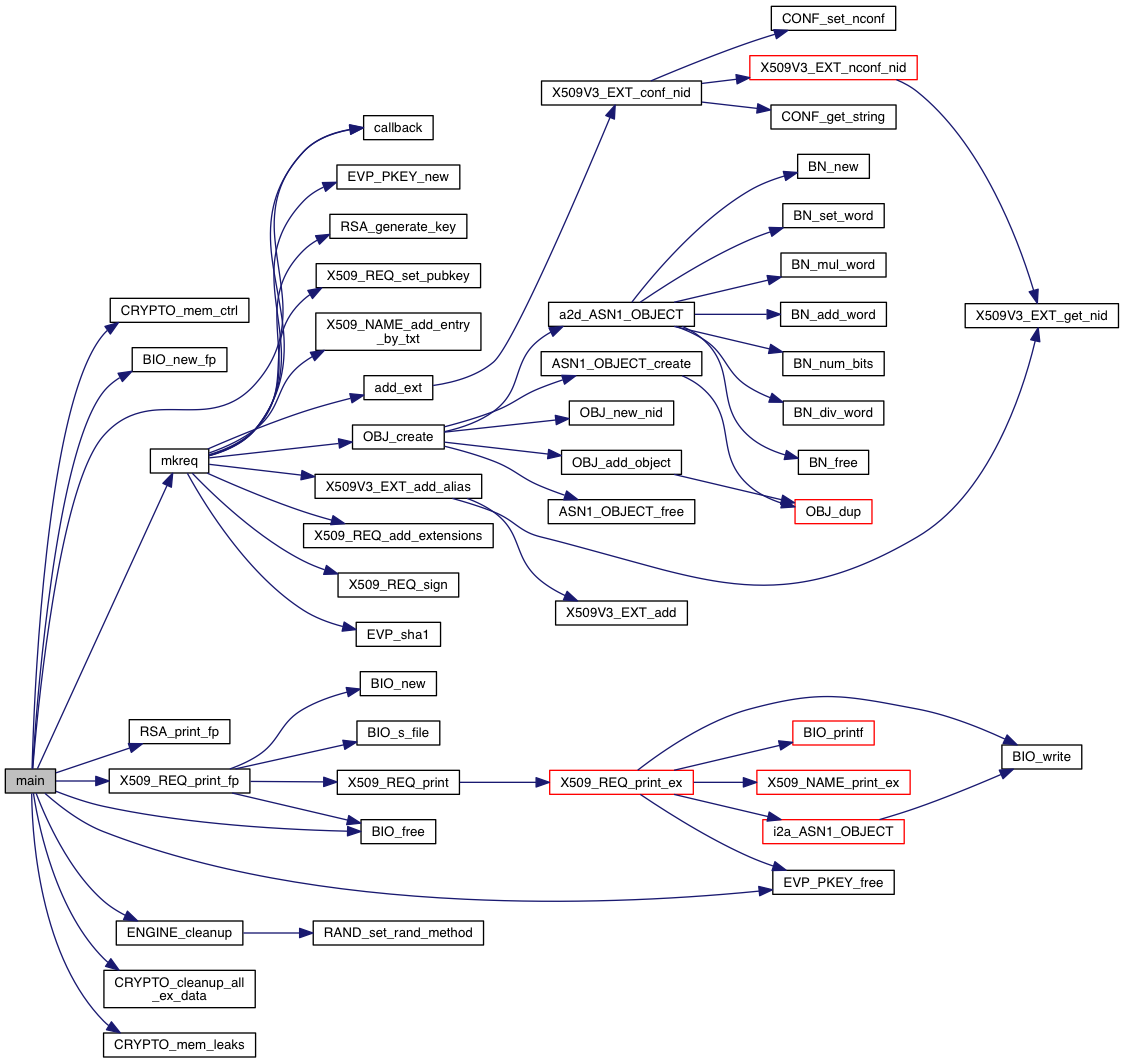 CONF_set_nconf
X509V3_EXT_nconf_nid
X509V3_EXT_conf_nid
CONF_get_string
callback
BN_new
EVP_PKEY_new
BN_set_word
RSA_generate_key
BN_mul_word
X509_REQ_set_pubkey
CRYPTO_mem_ctrl
a2d_ASN1_OBJECT
BN_add_word
X509V3_EXT_get_nid
X509_NAME_add_entry
_by_txt
BIO_new_fp
ASN1_OBJECT_create
BN_num_bits
add_ext
OBJ_new_nid
BN_div_word
OBJ_create
mkreq
OBJ_add_object
BN_free
X509V3_EXT_add_alias
ASN1_OBJECT_free
OBJ_dup
X509_REQ_add_extensions
X509_REQ_sign
X509V3_EXT_add
EVP_sha1
BIO_new
RSA_print_fp
BIO_s_file
BIO_printf
BIO_write
main
X509_REQ_print_fp
X509_REQ_print
X509_REQ_print_ex
X509_NAME_print_ex
BIO_free
i2a_ASN1_OBJECT
EVP_PKEY_free
ENGINE_cleanup
RAND_set_rand_method
CRYPTO_cleanup_all
_ex_data
CRYPTO_mem_leaks